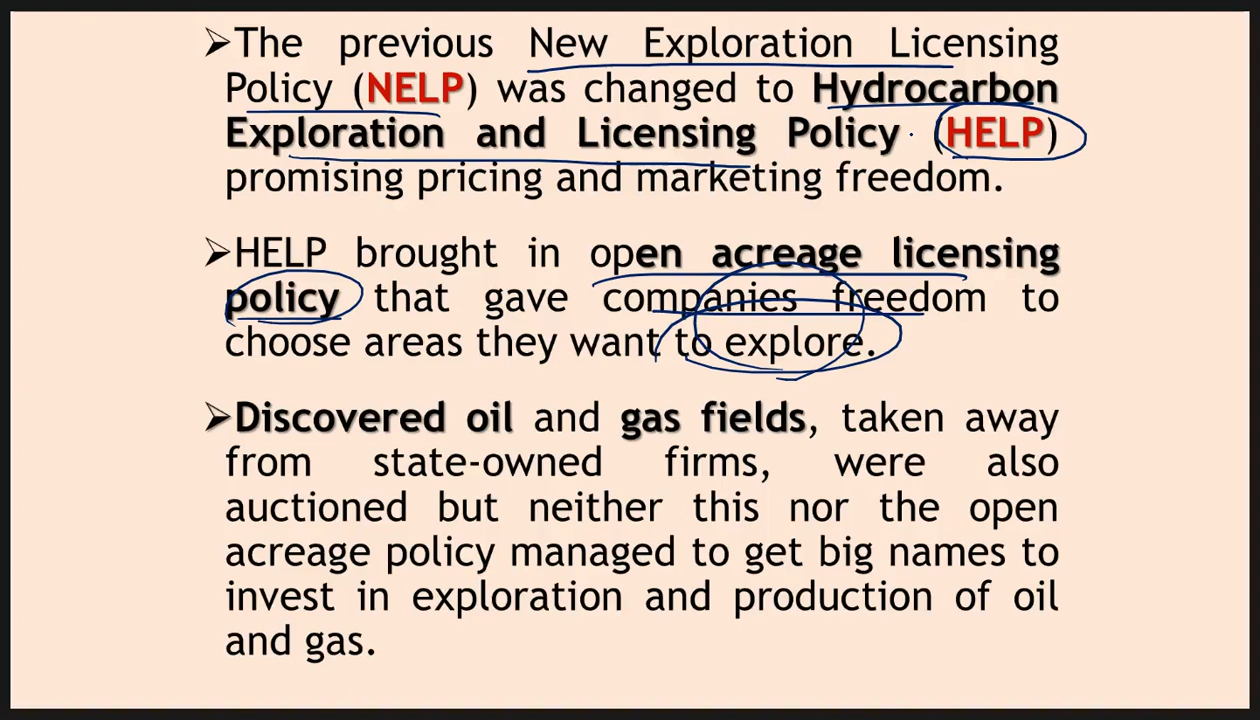 ➢The previous New Exploration Licensing
Policy (NELP) was changed to Hydrocarbon
Exploration and Licensing Policy (HELP)
promising pricing and marketing freedom.
➢HELP brought in open acreage licensing
policy that gave companies freedom to
choose areas they want to explore.
➢Discovered oil and gas fields, taken away
from state-owned firms, were also
auctioned but neither this nor the open
acreage policy managed to get big names to
invest in exploration and production of oil
and gas.